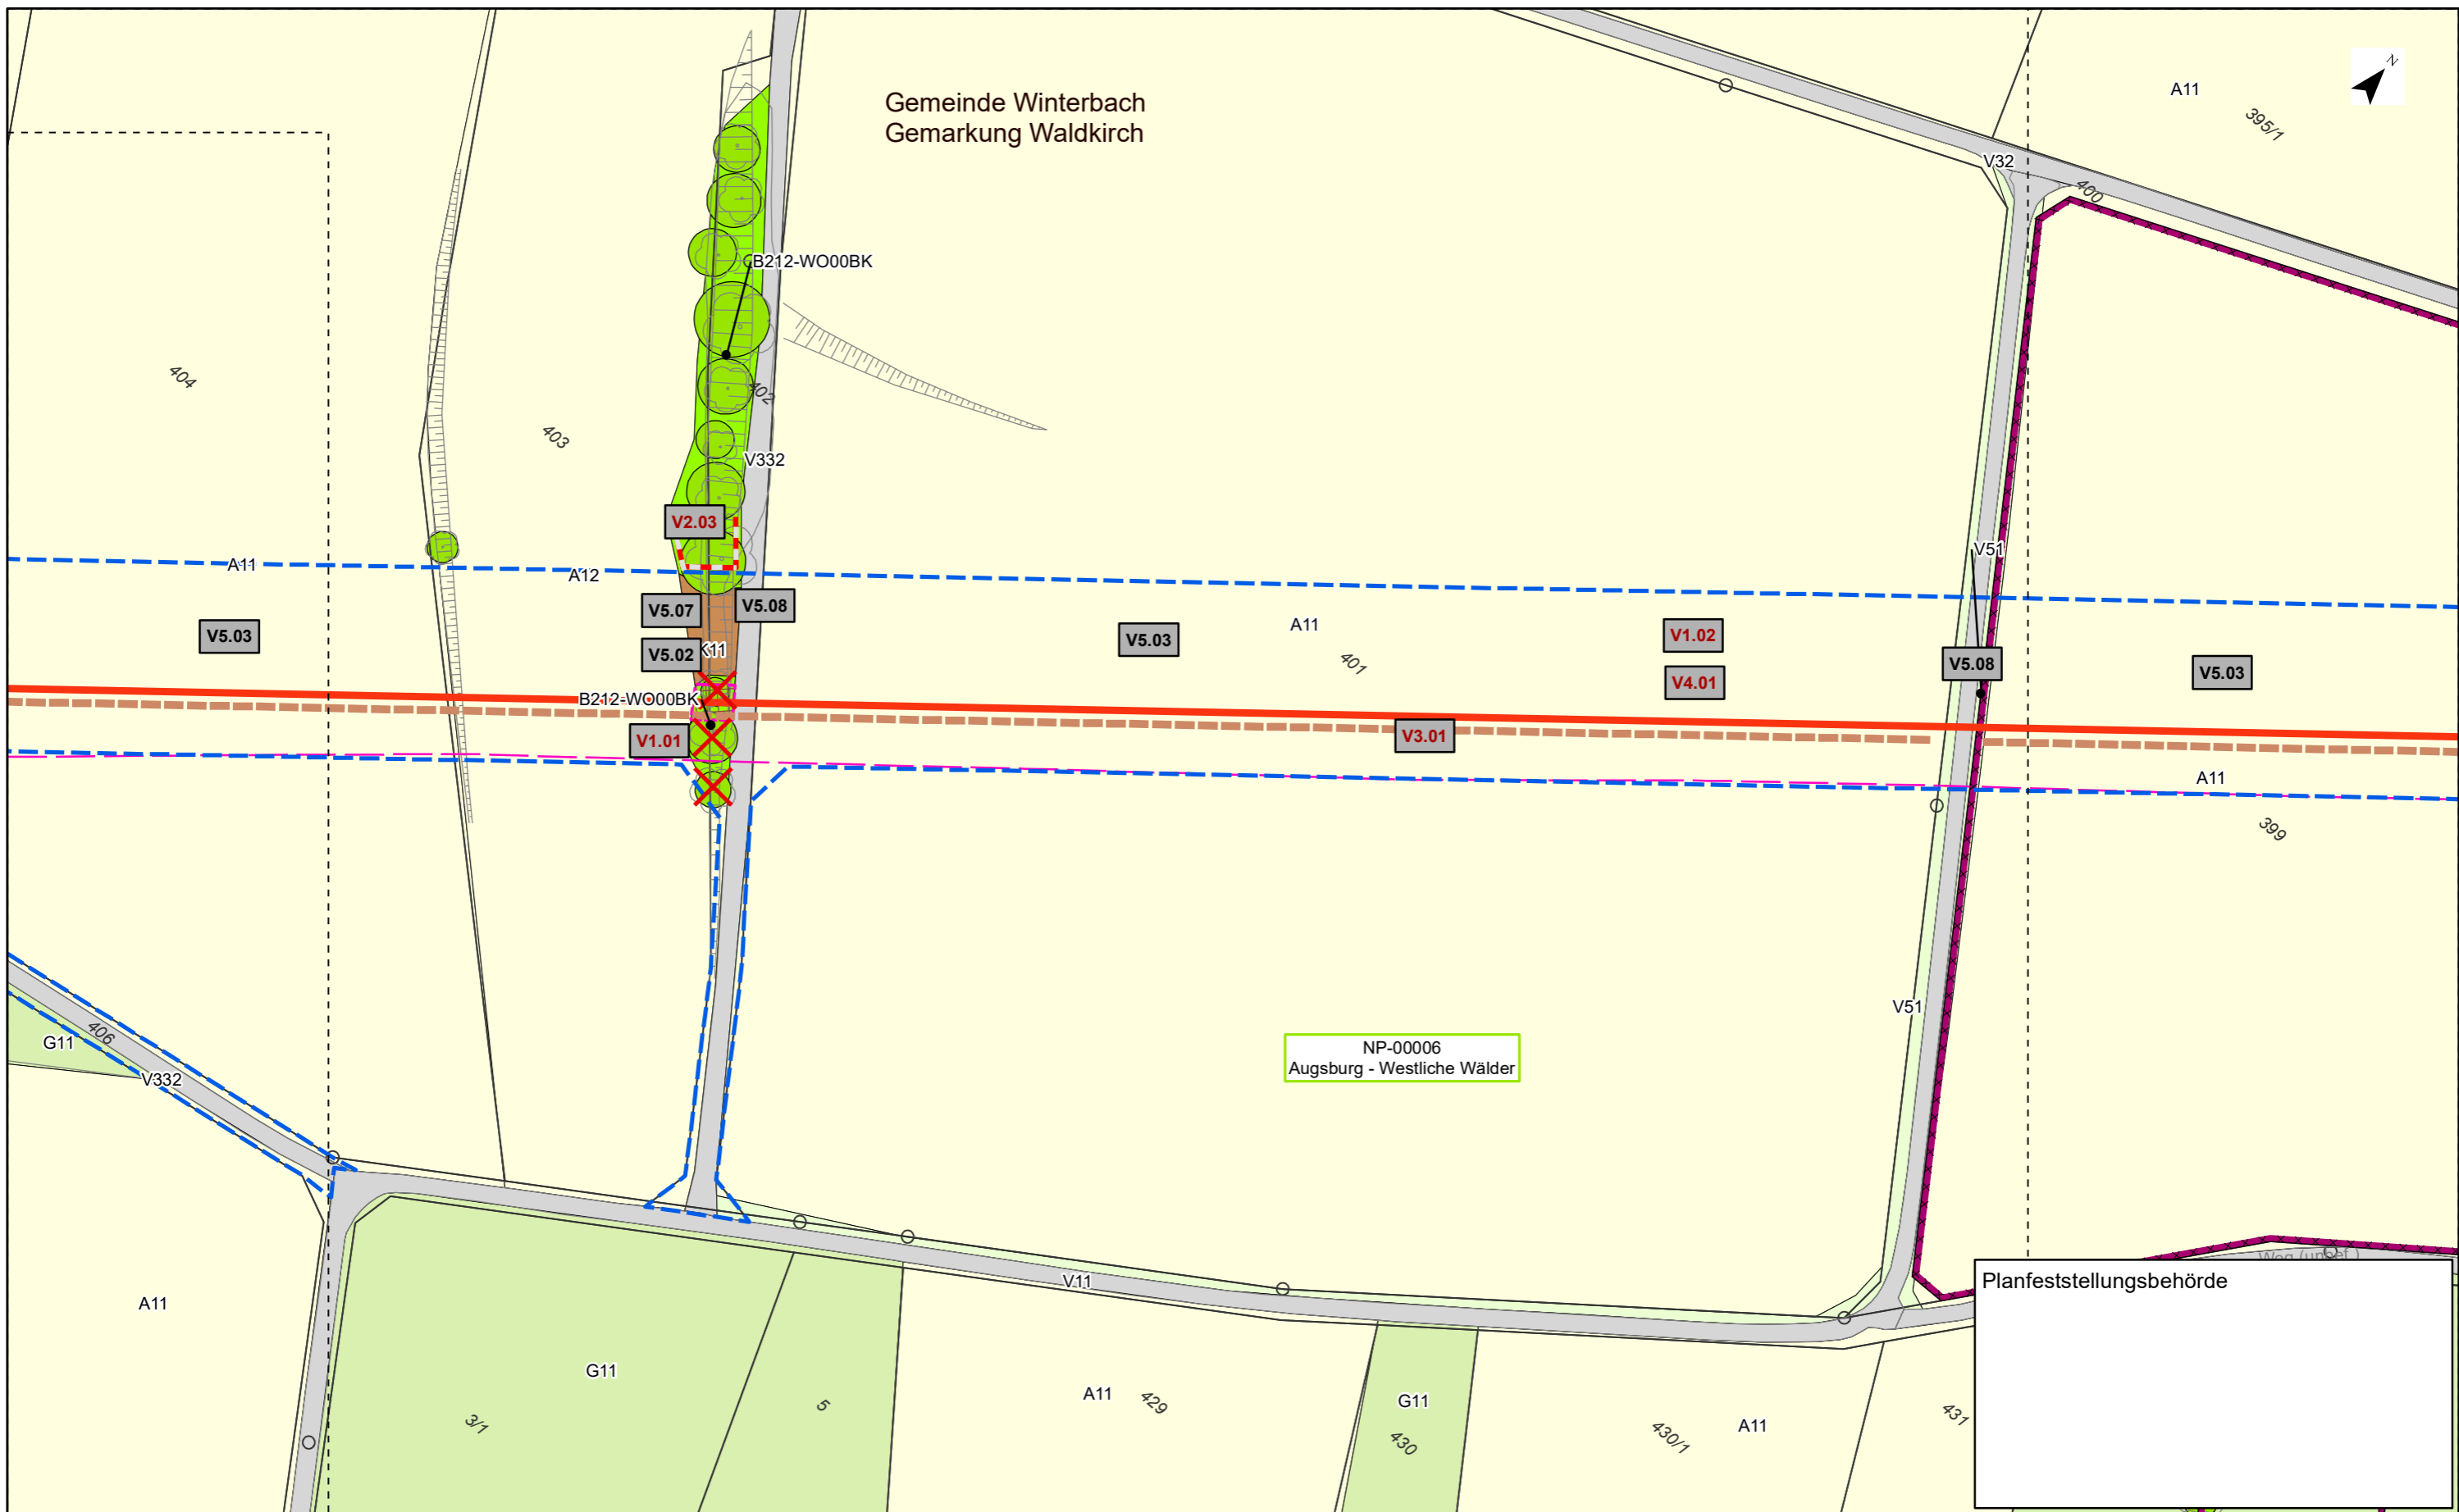 Gemeinde Winterbach
Gemarkung Waldkirch
N
A11
395/1
V32
400
B212-WO00BK
404
402
403
V332
V2.03
V51
A11
A12
V5.07
V5.08
V5.03
V5.02
K11
V5.03
A11
401
V1.02
V4.01
V5.08
V5.03
B212-WO00BK
V1.01
V3.01
A11
399
V51
406
G11
V332
NP-00006
Augsburg - Westliche Wälder
V11
Weg (unbef.)
Planfeststellungsbehörde
A11
G11
3/1
5
A11
429
G11
430
430/1
A11
431